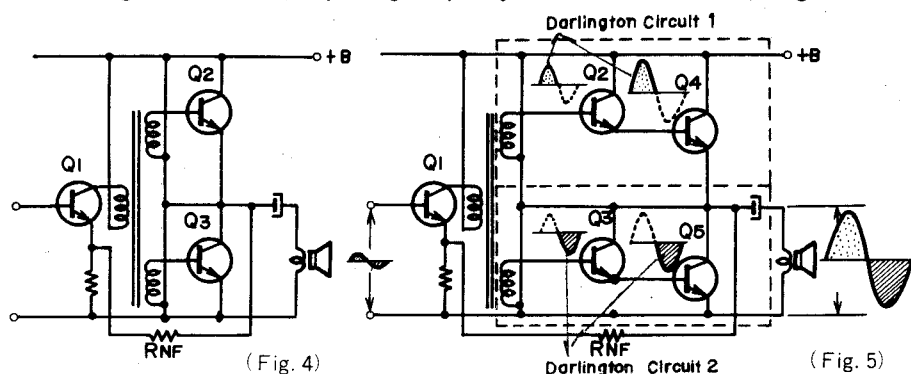 Darlington Circuit 1
+B
+B
Q2
Q2
Q4
Q1
Q1
Q3
Q3
Q5
RNF
RNF
(Fig. 4)
(Fig. 5)
Darlington Circuit 2